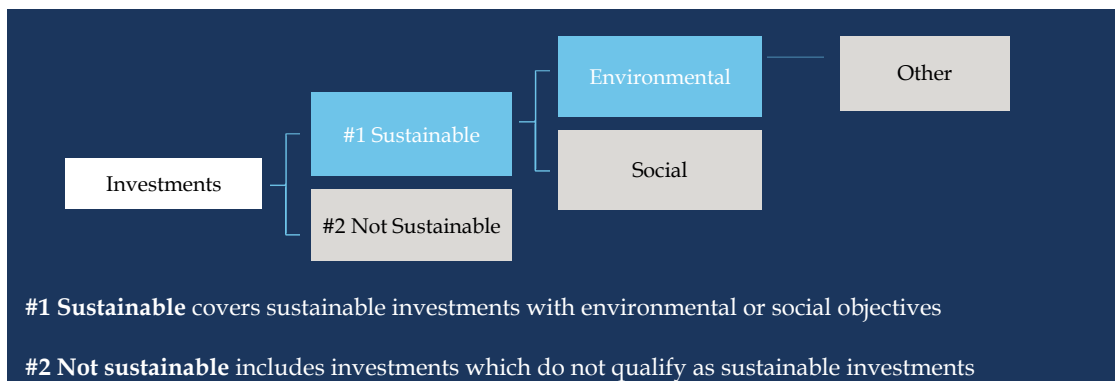 Environmental
Other
#1 Sustainable
Social
Investments
#2 Not Sustainable
#1 Sustainable covers sustainable investments with environmental or social objectives
#2 Not sustainable includes investments which do not qualify as sustainable investments